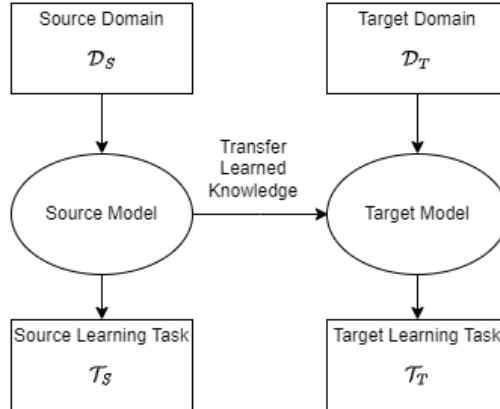 Source Domain
𝒟_S
Target Domain
𝒟_T
Transfer
Learned
Knowledge
Source Model
Target Model
Source Learning Task
𝒯_S
Target Learning Task
𝒯_T